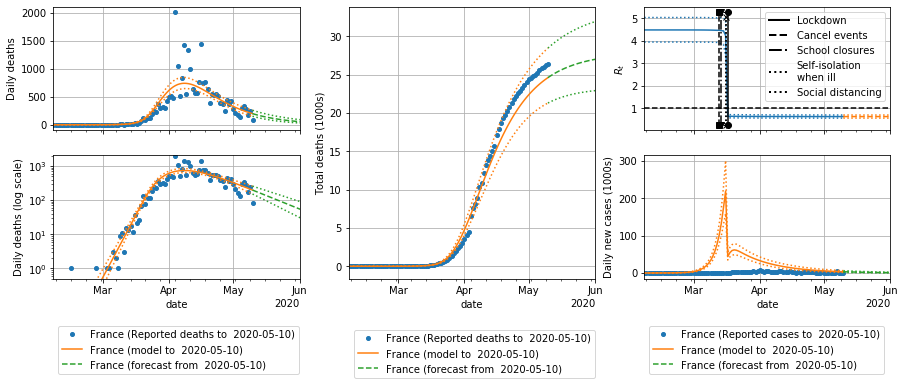 Daily deaths
2000
1500
1000
500
0
Daily deaths (log scale)
10³
10²
10¹
10⁰
Mar
Apr
May
Jun
2020
date
France (Reported deaths to 2020-05-10)
France (model to 2020-05-10)
France (forecast from 2020-05-10)
Total deaths (1000s)
30
25
20
15
10
5
0
Mar
Apr
May
Jun
2020
date
France (Reported deaths to 2020-05-10)
France (model to 2020-05-10)
France (forecast from 2020-05-10)
Rₜ
5
4
3
2
1
Lockdown
Cancel events
School closures
Self-isolation
when ill
Social distancing
Daily new cases (1000s)
300
200
100
0
Mar
Apr
May
Jun
2020
date
France (Reported cases to 2020-05-10)
France (model to 2020-05-10)
France (forecast from 2020-05-10)